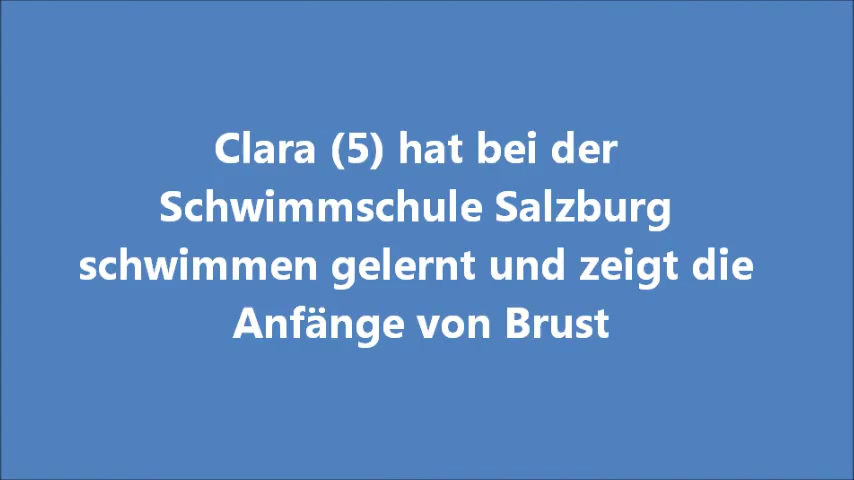 Clara (5) hat bei der
Schwimmschule Salzburg
schwimmen gelernt und zeigt die
Anfänge von Brust